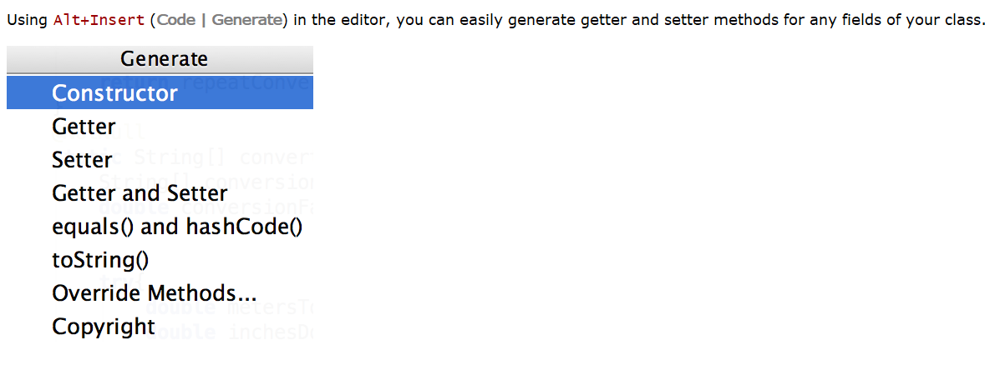 Using Alt+Insert (Code | Generate) in the editor, you can easily generate getter and setter methods for any fields of your class.
Generate
Constructor
Getter
Setter
Getter and Setter
equals() and hashCode()
toString()
Override Methods...
Copyright